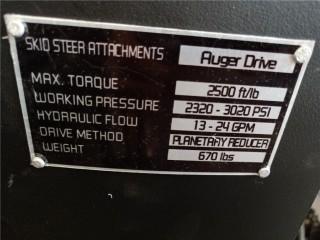 SKID STEER ATTACHMENTS Auger Drive
MAX. TORQUE 2500 ft/lb
WORKING PRESSURE 2320 - 3020 PSI
HYDRAULIC FLOW 13 - 24 GPM
DRIVE METHOD PLANETARY REDUCER
WEIGHT 670 lbs